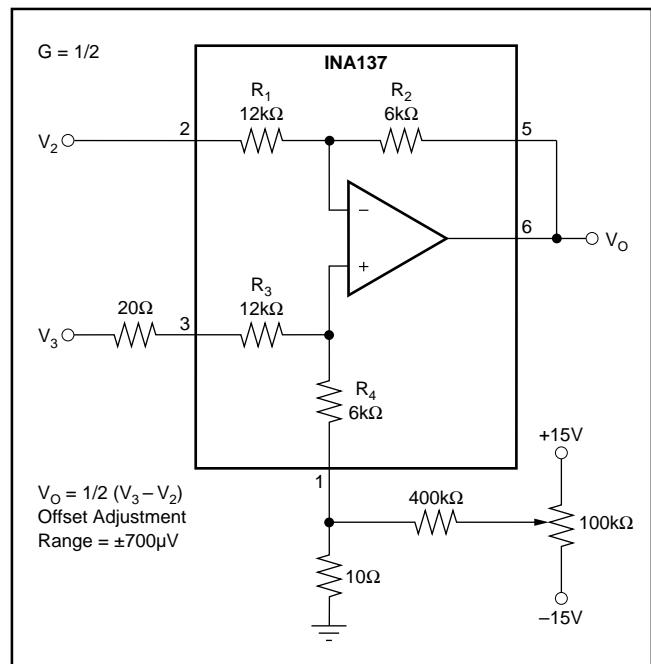 G = 1/2
INA137
R1
12kΩ
R2
6kΩ
V2
2
5
−
6
VO
+
R3
12kΩ
20Ω
V3
3
R4
6kΩ
VO = 1/2 (V3 – V2)
Offset Adjustment
Range = ±700µV
1
+15V
400kΩ
100kΩ
10Ω
–15V